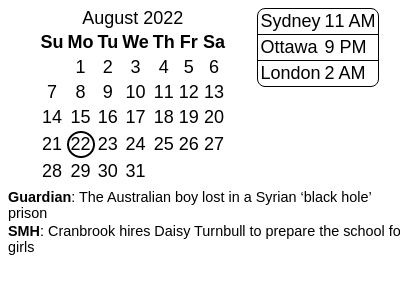 August 2022
Su Mo Tu We Th Fr Sa
1 2 3 4 5 6
7 8 9 10 11 12 13
14 15 16 17 18 19 20
21 22 23 24 25 26 27
28 29 30 31
Sydney 11 AM
Ottawa 9 PM
London 2 AM
Guardian: The Australian boy lost in a Syrian ‘black hole’
prison
SMH: Cranbrook hires Daisy Turnbull to prepare the school fo
girls